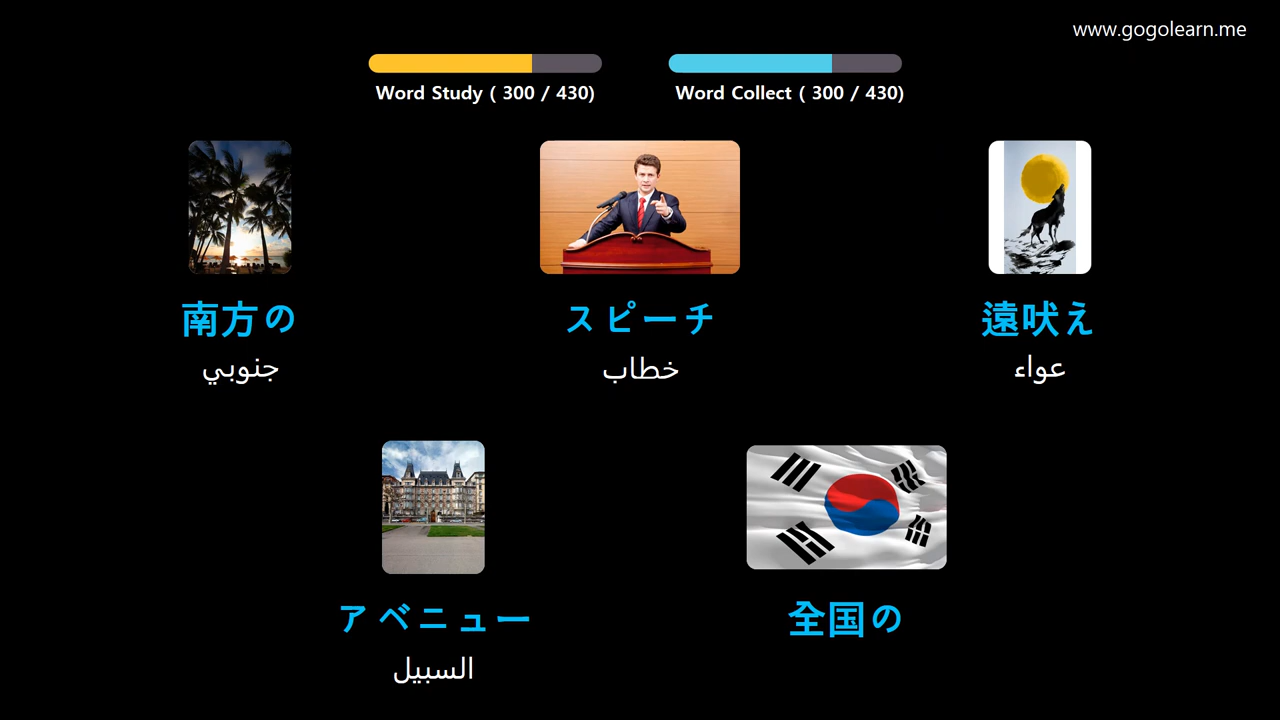 www.gogolearn.me
Word Study ( 300 / 430)
Word Collect ( 300 / 430)
南方の
جنوبي
スピーチ
خطاب
遠吠え
عواء
アベニュー
السبيل
全国の